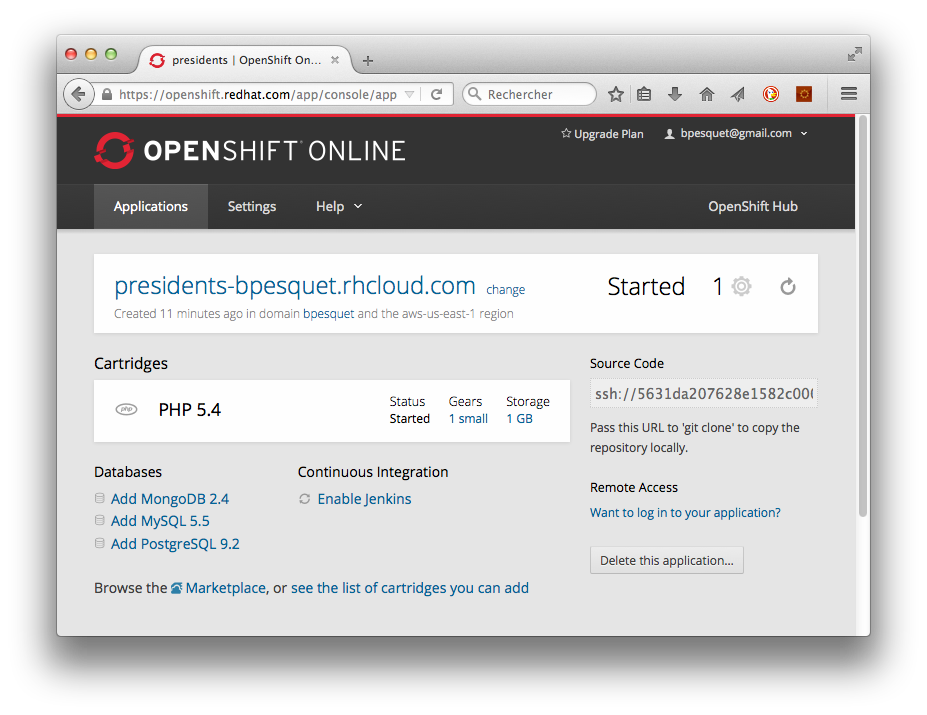 presidents | OpenShift On...
https://openshift.redhat.com/app/console/app
Rechercher
OPENSHIFT ONLINE
Upgrade Plan
bpesquet@gmail.com
Applications
Settings
Help
OpenShift Hub
presidents-bpesquet.rhcloud.com change
Started 1
Created 11 minutes ago in domain bpesquet and the aws-us-east-1 region
Cartridges
php PHP 5.4
Status Gears Storage
Started 1 small 1 GB
Source Code
ssh://5631da207628e1582c000
Pass this URL to 'git clone' to copy the
repository locally.
Databases
Add MongoDB 2.4
Add MySQL 5.5
Add PostgreSQL 9.2
Continuous Integration
Enable Jenkins
Remote Access
Want to log in to your application?
Delete this application...
Browse the Marketplace, or see the list of cartridges you can add